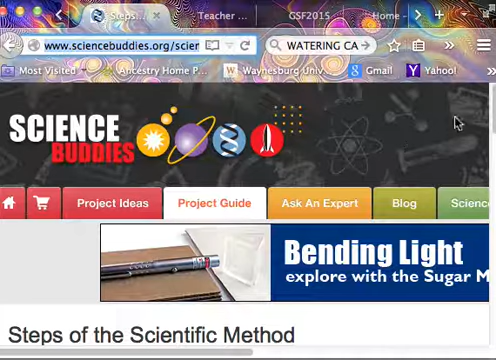 Steps
Teacher
GSF2015
Home -
www.sciencebuddies.org/scien
WATERING CA
Most Visited
Ancestry Home P
Waynesburg Univ
Gmail
Yahoo!
SCIENCE
BUDDIES
Project Ideas
Project Guide
Ask An Expert
Blog
Science
Bending Light
explore with the Sugar M
Steps of the Scientific Method